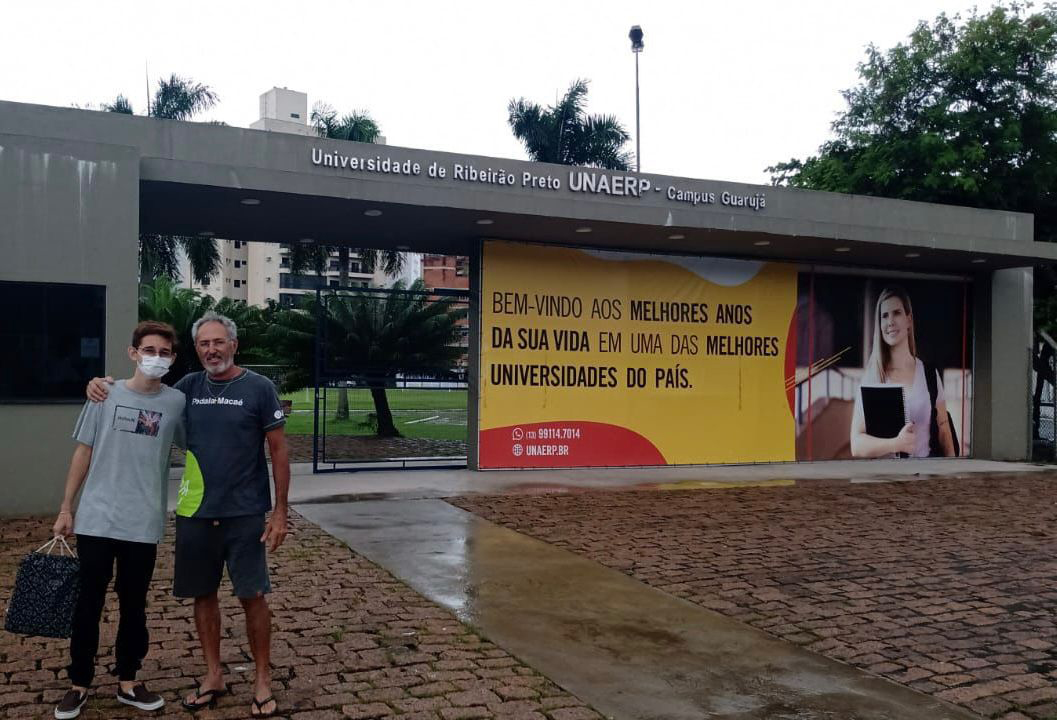 Universidade de Ribeirão Preto UNAERP - Campus Guarujá
BEM-VINDO AOS MELHORES ANOS
DA SUA VIDA EM UMA DAS MELHORES
UNIVERSIDADES DO PAÍS.
(13) 99114.7014
UNAERP.BR
Pedala Macaé